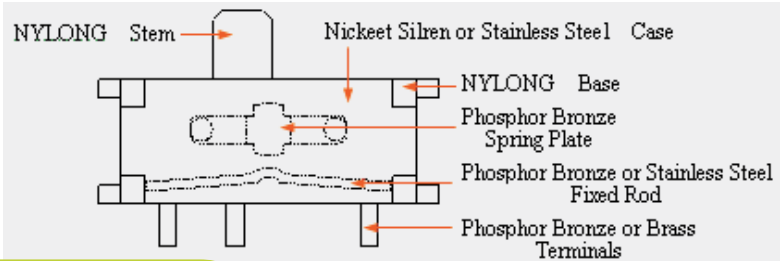 NYLONG Stem
Nickeet Silren or Stainless Steel Case
NYLONG Base
Phosphor Bronze
Spring Plate
Phosphor Bronze or Stainless Steel
Fixed Rod
Phosphor Bronze or Brass
Terminals